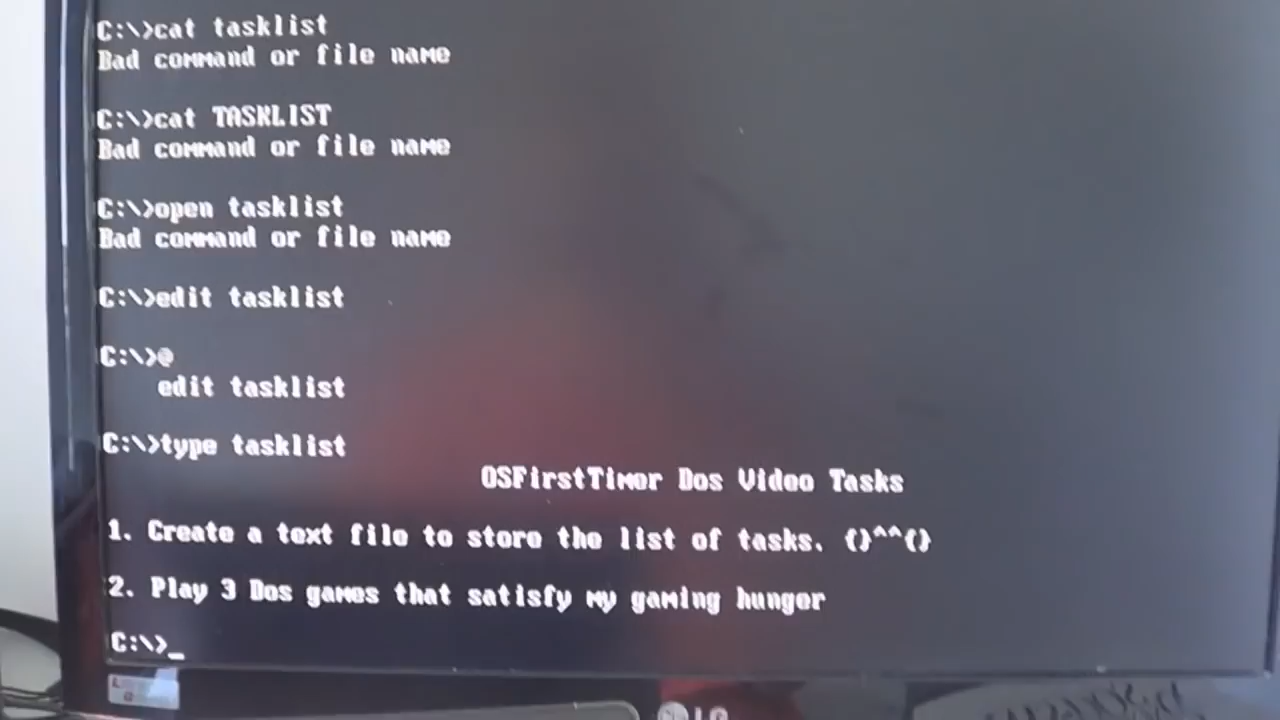 C:\>cat tasklist
Bad command or file name
C:\>cat TASKLIST
Bad command or file name
C:\>open tasklist
Bad command or file name
C:\>edit tasklist
C:\>@
edit tasklist
C:\>type tasklist
OSFirstTimer Dos Video Tasks
1. Create a text file to store the list of tasks. {}^^{}
2. Play 3 Dos games that satisfy my gaming hunger
C:\>_
LG